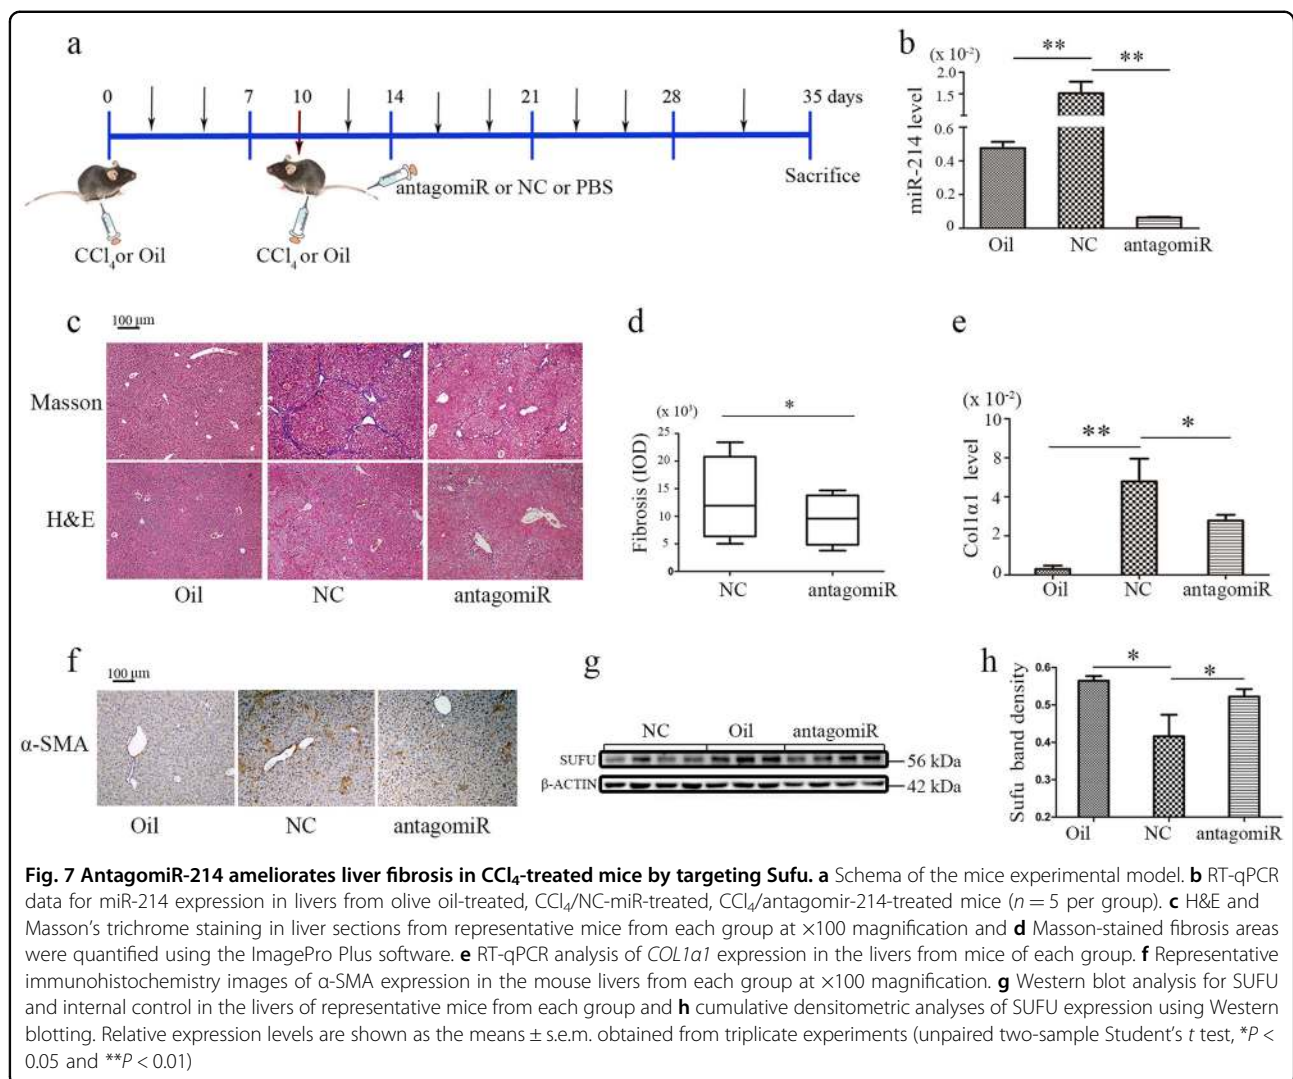 a
0 7 10 14 21 28 35 days
antagomiR or NC or PBS
Sacrifice
CCl4 or Oil
CCl4 or Oil
b
(x 10-2)
** **
2.0
1.5
0.6
0.4
0.2
0
miR-214 level
Oil NC antagomiR
c
100 μm
Masson
H&E
Oil NC antagomiR
d
(x 10³)
*
25
20
15
10
5
0
Fibrosis (IOD)
NC antagomiR
e
(x 10-2)
** *
10
8
4
2
0
Col1α1 level
Oil NC antagomiR
f
100 μm
α-SMA
Oil NC antagomiR
g
NC Oil antagomiR
SUFU 56 kDa
β-ACTIN 42 kDa
h
* *
0.6
0.5
0.4
0.3
0.2
Sufu band density
Oil NC antagomiR
Fig. 7 AntagomiR-214 ameliorates liver fibrosis in CCl4-treated mice by targeting Sufu. a Schema of the mice experimental model. b RT-qPCR
data for miR-214 expression in livers from olive oil-treated, CCl4/NC-miR-treated, CCl4/antagomir-214-treated mice (n = 5 per group). c H&E and
Masson's trichrome staining in liver sections from representative mice from each group at ×100 magnification and d Masson-stained fibrosis areas
were quantified using the ImagePro Plus software. e RT-qPCR analysis of COL1α1 expression in the livers from mice of each group. f Representative
immunohistochemistry images of α-SMA expression in the mouse livers from each group at ×100 magnification. g Western blot analysis for SUFU
and internal control in the livers of representative mice from each group and h cumulative densitometric analyses of SUFU expression using Western
blotting. Relative expression levels are shown as the means ± s.e.m. obtained from triplicate experiments (unpaired two-sample Student's t test, *P <
0.05 and **P < 0.01)